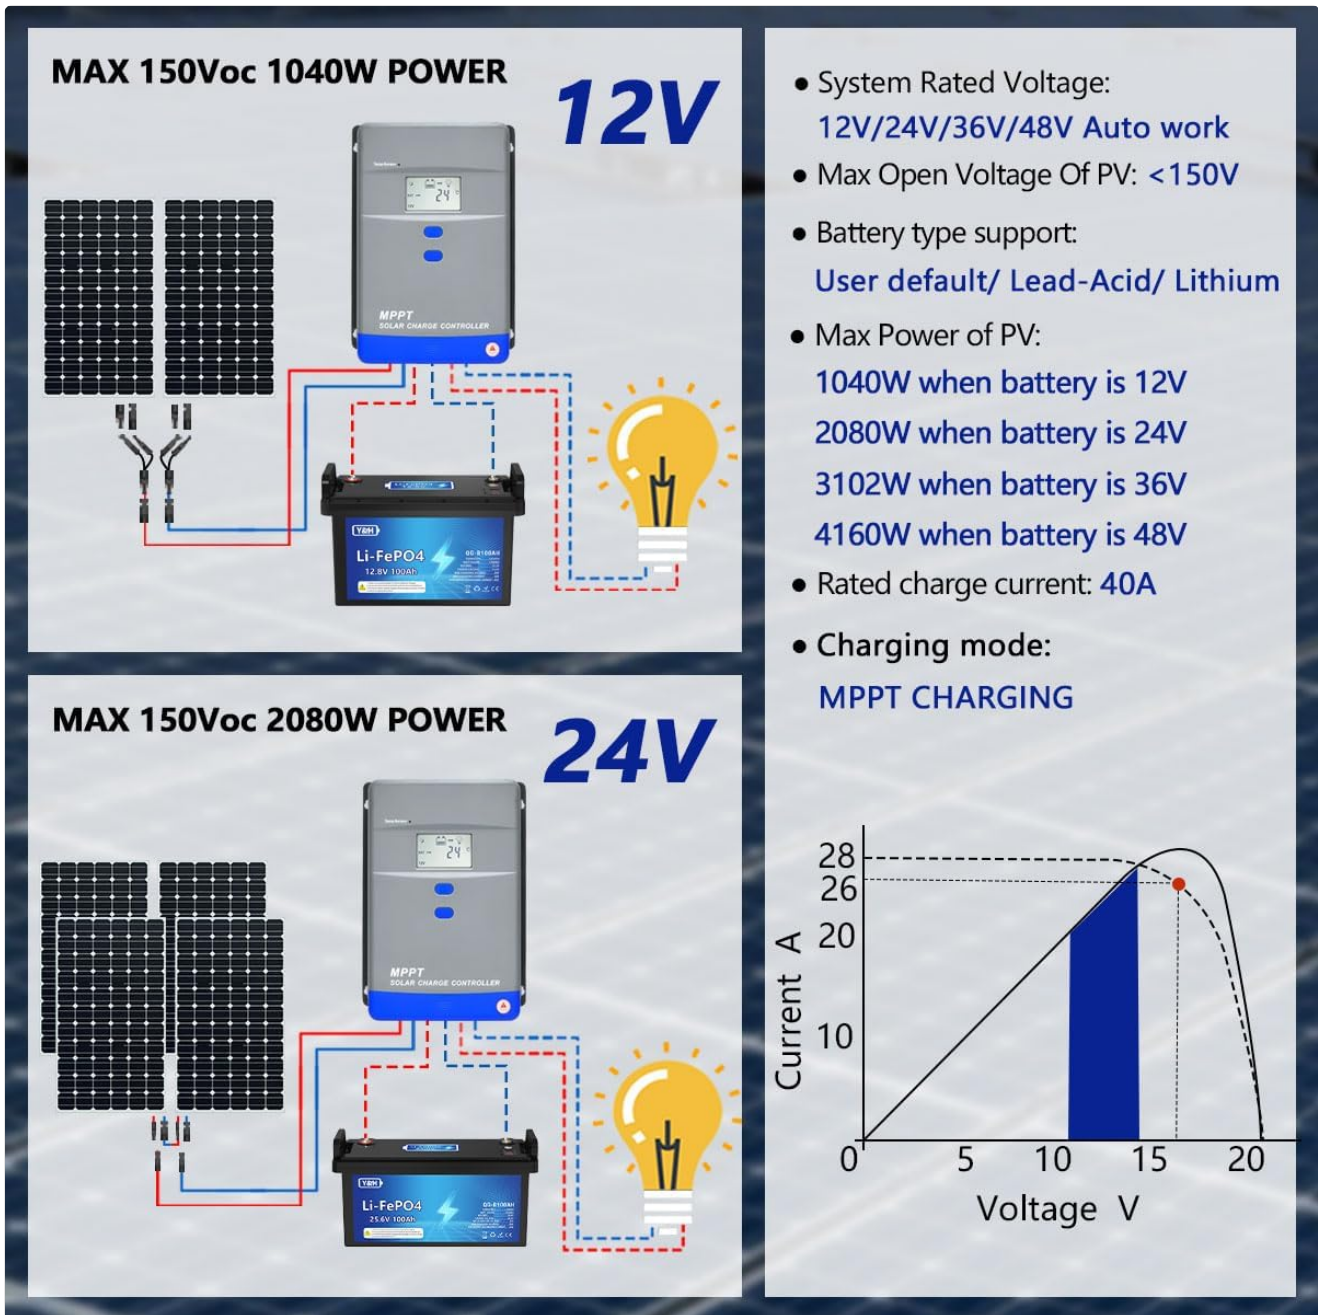 MAX 150Voc 1040W POWER
12V
24
MPPT
SOLAR CHARGE CONTROLLER
Y&H
Li-FePO4
12.8V 100Ah
MAX 150Voc 2080W POWER
24V
24
MPPT
SOLAR CHARGE CONTROLLER
Y&H
Li-FePO4
25.6V 100Ah
● System Rated Voltage:
12V/24V/36V/48V Auto work
● Max Open Voltage Of PV: <150V
● Battery type support:
User default/ Lead-Acid/ Lithium
● Max Power of PV:
1040W when battery is 12V
2080W when battery is 24V
3102W when battery is 36V
4160W when battery is 48V
● Rated charge current: 40A
● Charging mode:
MPPT CHARGING
28
26
20
10
Current A
0 5 10 15 20
Voltage V